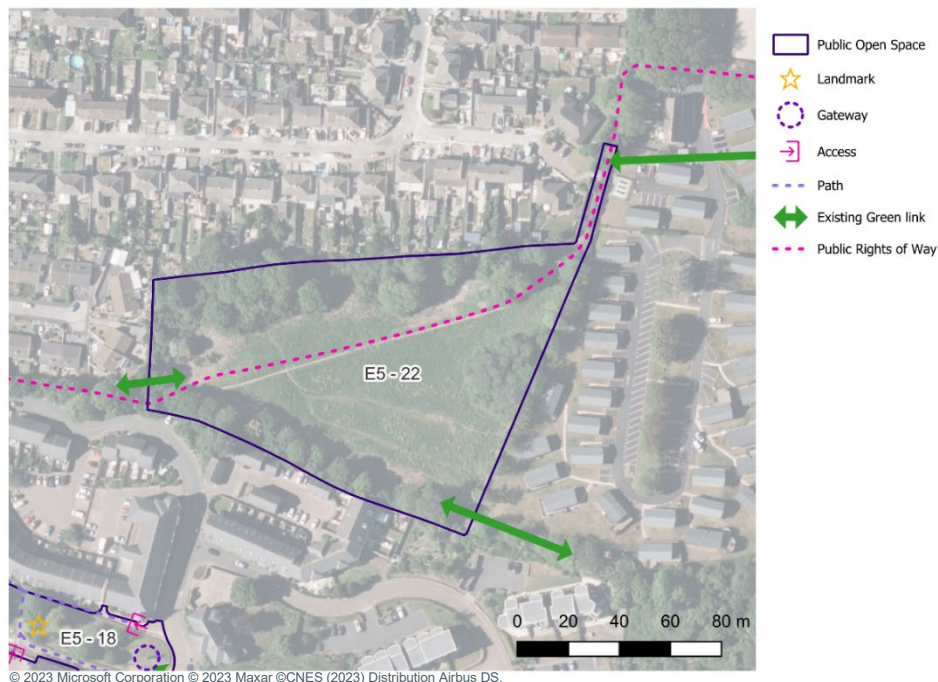 Public Open Space
Landmark
Gateway
Access
Path
Existing Green link
Public Rights of Way
E5 - 22
E5 - 18
0 20 40 60 80 m
© 2023 Microsoft Corporation © 2023 Maxar ©CNES (2023) Distribution Airbus DS.